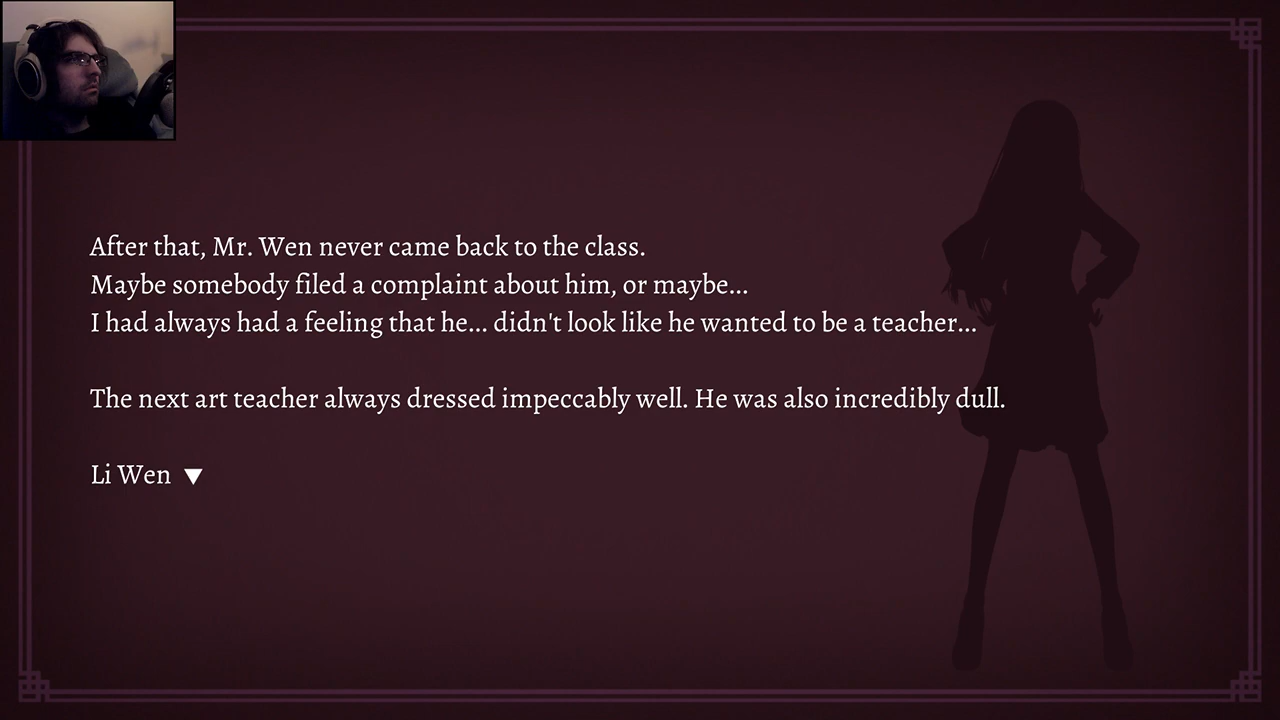 After that, Mr. Wen never came back to the class.
Maybe somebody filed a complaint about him, or maybe...
I had always had a feeling that he... didn't look like he wanted to be a teacher...
The next art teacher always dressed impeccably well. He was also incredibly dull.
Li Wen ▼